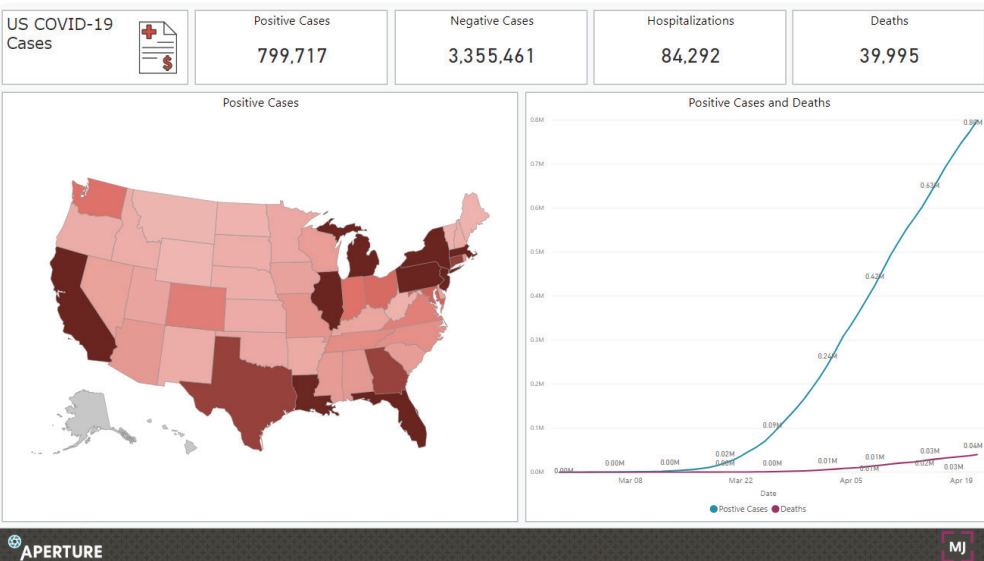 US COVID-19
Cases
$
Positive Cases
799,717
Negative Cases
3,355,461
Hospitalizations
84,292
Deaths
39,995
Positive Cases
Positive Cases and Deaths
0.8M
0.7M
0.6M
0.5M
0.4M
0.3M
0.2M
0.1M
0.0M
0.00M
0.00M
0.00M
0.02M
0.00M
0.09M
0.00M
0.24M
0.01M
0.42M
0.01M
0.01M
0.63M
0.03M
0.02M
0.80M
0.04M
0.03M
Mar 08
Mar 22
Apr 05
Apr 19
Date
Postive Cases
Deaths
APERTURE
MJ